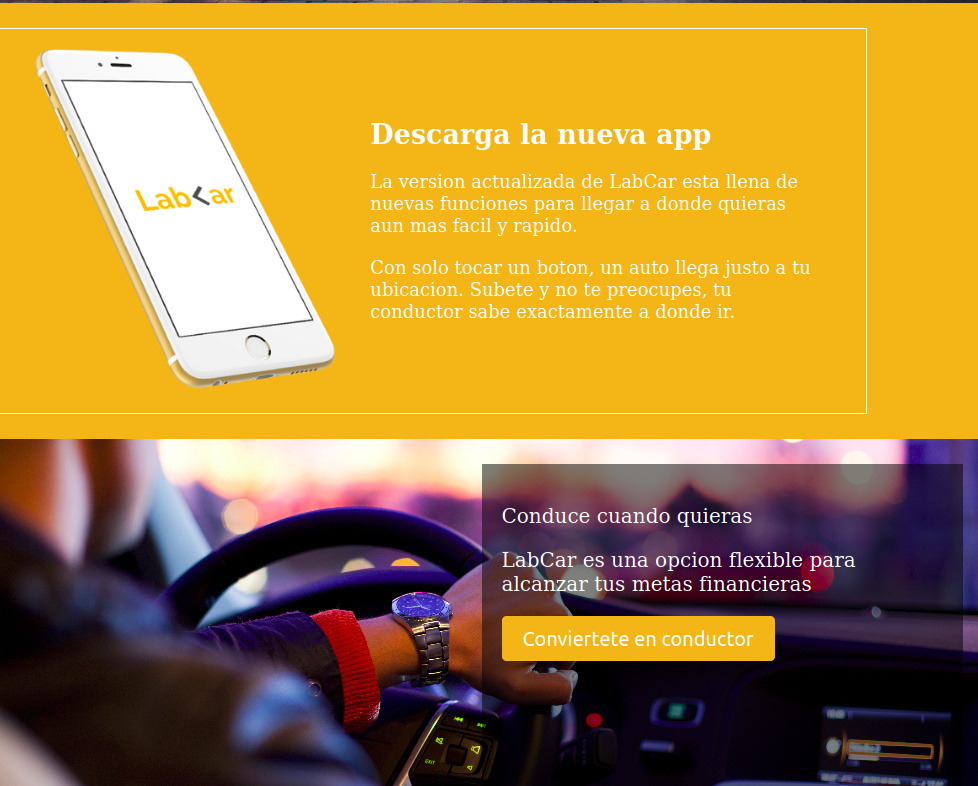 LabCar
Descarga la nueva app
La version actualizada de LabCar esta llena de
nuevas funciones para llegar a donde quieras
aun mas facil y rapido.
Con solo tocar un boton, un auto llega justo a tu
ubicacion. Subete y no te preocupes, tu
conductor sabe exactamente a donde ir.
Conduce cuando quieras
LabCar es una opcion flexible para
alcanzar tus metas financieras
Conviertete en conductor
EXIT